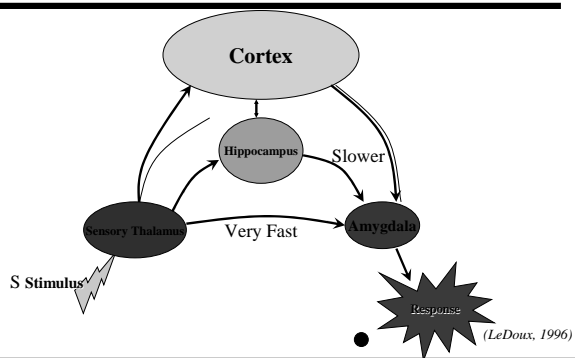 Cortex
Hippocampus
Slower
Sensory Thalamus
Very Fast
Amygdala
S Stimulus
Response
(LeDoux, 1996)